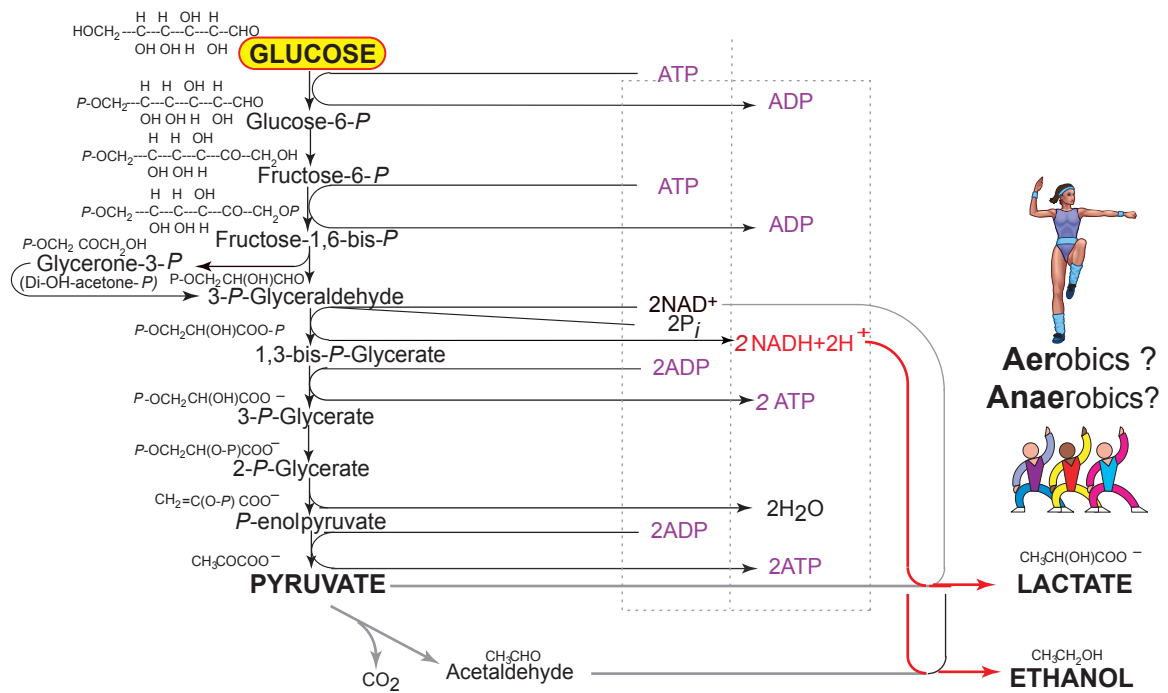 H H OH H
HOCH₂---C---C---C---C---CHO
OH OH H OH
GLUCOSE
ATP
ADP
H H OH H
P-OCH₂---C---C---C---C---CHO
OH OH H OH
Glucose-6-P
H H OH
P-OCH₂---C---C---C---CO---CH₂OH
OH OH H
Fructose-6-P
ATP
ADP
H H OH
P-OCH₂---C---C---C---CO---CH₂OP
OH OH H
Fructose-1,6-bis-P
P-OCH₂ COCH₂OH
Glycerone-3-P
(Di-OH-acetone-P)
P-OCH₂CH(OH)CHO
3-P-Glyceraldehyde
2NAD⁺
2Pi
2 NADH+2H⁺
P-OCH₂CH(OH)COO-P
1,3-bis-P-Glycerate
2ADP
2 ATP
P-OCH₂CH(OH)COO⁻
3-P-Glycerate
P-OCH₂CH(O-P)COO⁻
2-P-Glycerate
CH₂=C(O-P) COO⁻
P-enolpyruvate
2H₂O
2ADP
2ATP
CH₃COCOO⁻
PYRUVATE
CO₂
CH₃CHO
Acetaldehyde
Aerobics ?
Anaerobics?
CH₃CH(OH)COO⁻
LACTATE
CH₃CH₂OH
ETHANOL